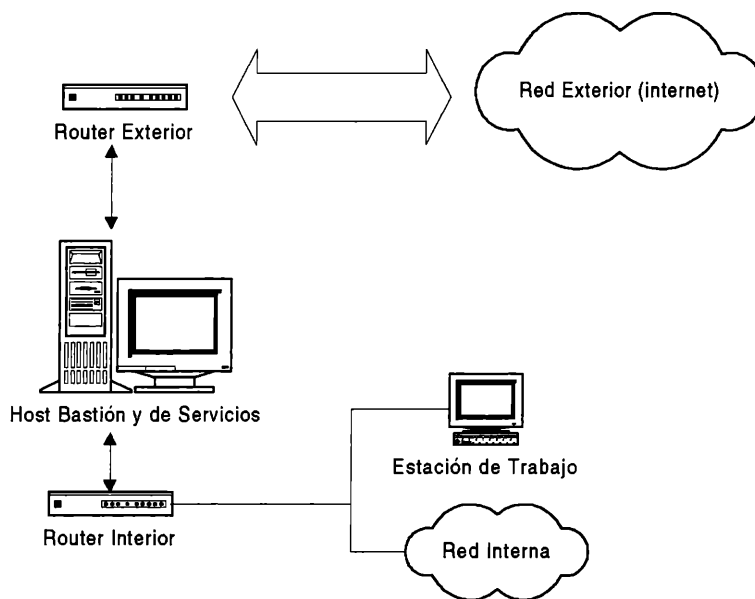 Red Exterior (internet)
Router Exterior
Host Bastión y de Servicios
Estación de Trabajo
Router Interior
Red Interna